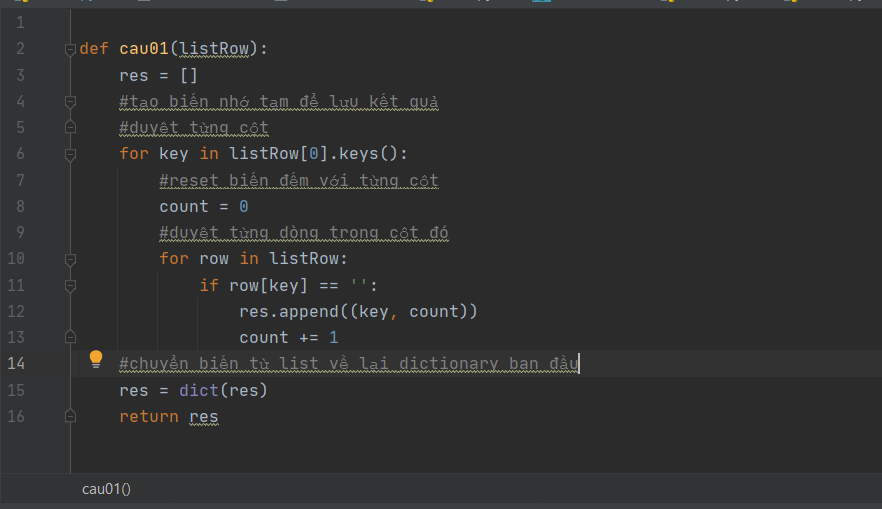 1
2 def cau01(listRow):
3 res = []
4 #tạo biến nhớ tạm để lưu kết quả
5 #duyệt từng cột
6 for key in listRow[0].keys():
7 #reset biến đếm với từng cột
8 count = 0
9 #duyệt từng dòng trong cột đó
10 for row in listRow:
11 if row[key] == '':
12 res.append((key, count))
13 count += 1
14 #chuyển biến từ list về lại dictionary ban đầu
15 res = dict(res)
16 return res
cau01()